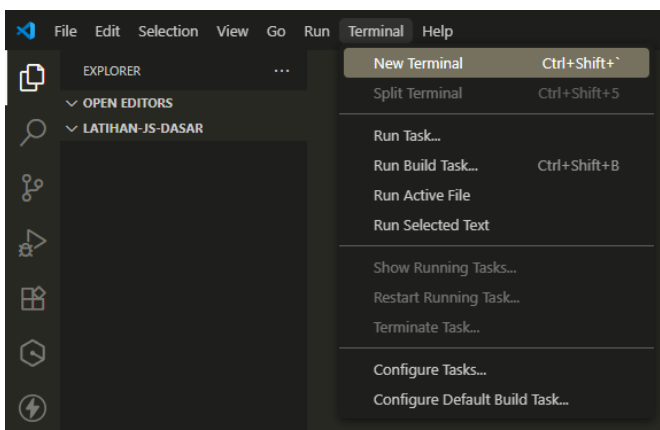 File Edit Selection View Go Run Terminal Help
EXPLORER ...
OPEN EDITORS
LATIHAN-JS-DASAR
New Terminal Ctrl+Shift+`
Split Terminal Ctrl+Shift+5
Run Task...
Run Build Task... Ctrl+Shift+B
Run Active File
Run Selected Text
Show Running Tasks...
Restart Running Task...
Terminate Task...
Configure Tasks...
Configure Default Build Task...